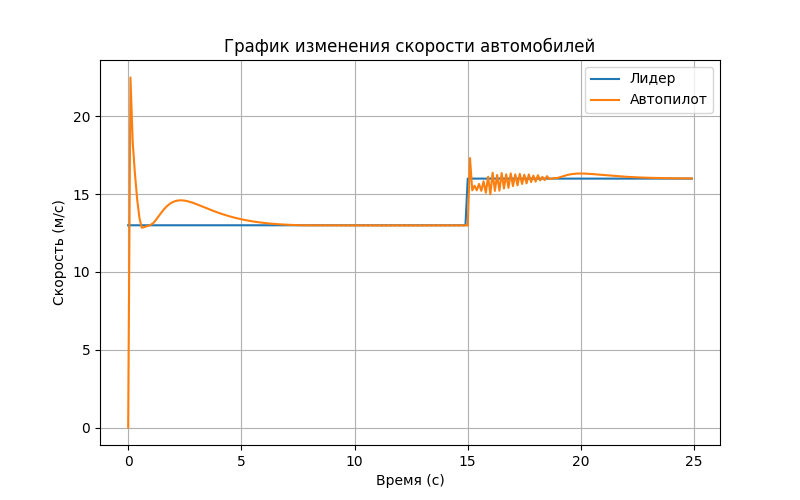 График изменения скорости автомобилей
Лидер
Автопилот
Скорость (м/с)
20
15
10
5
0
0 5 10 15 20 25
Время (с)